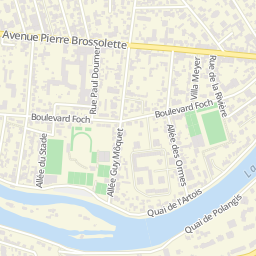 Avenue Pierre Brossolette
Rue Paul Doumer
Villa Meyer
Rue de la Rivière
Boulevard Foch
Boulevard Foch
Allée du Stade
Allée Guy Môquet
Allée des Ormes
Quai de l'Artois
Quai de Polangis